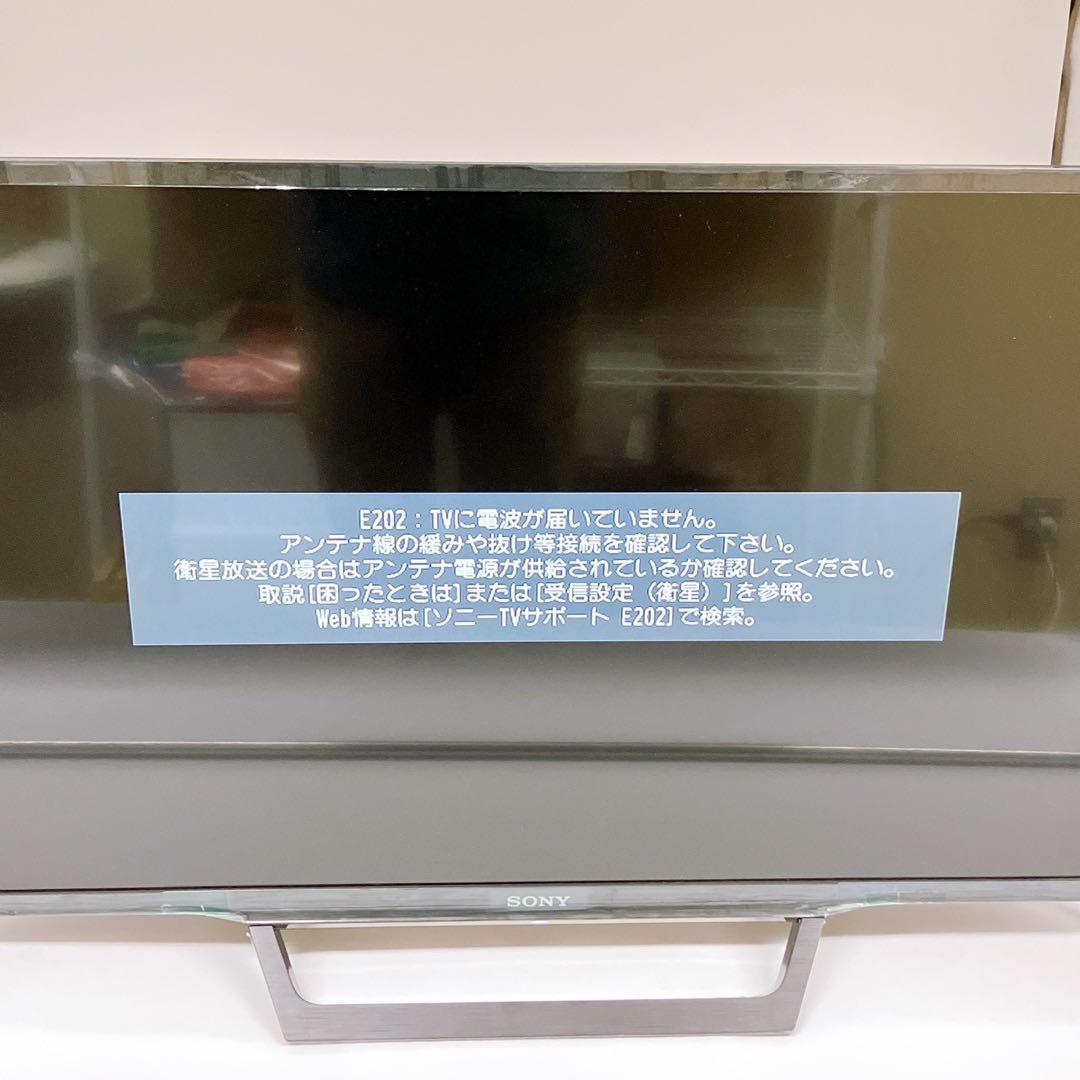 E202：TVに電波が届いていません。
アンテナ線の緩みや抜け等接続を確認して下さい。
衛星放送の場合はアンテナ電源が供給されているか確認してください。
取説[困ったときは]または[受信設定（衛星）]を参照。
Web情報は[ソニーTVサポート E202]で検索。
SONY